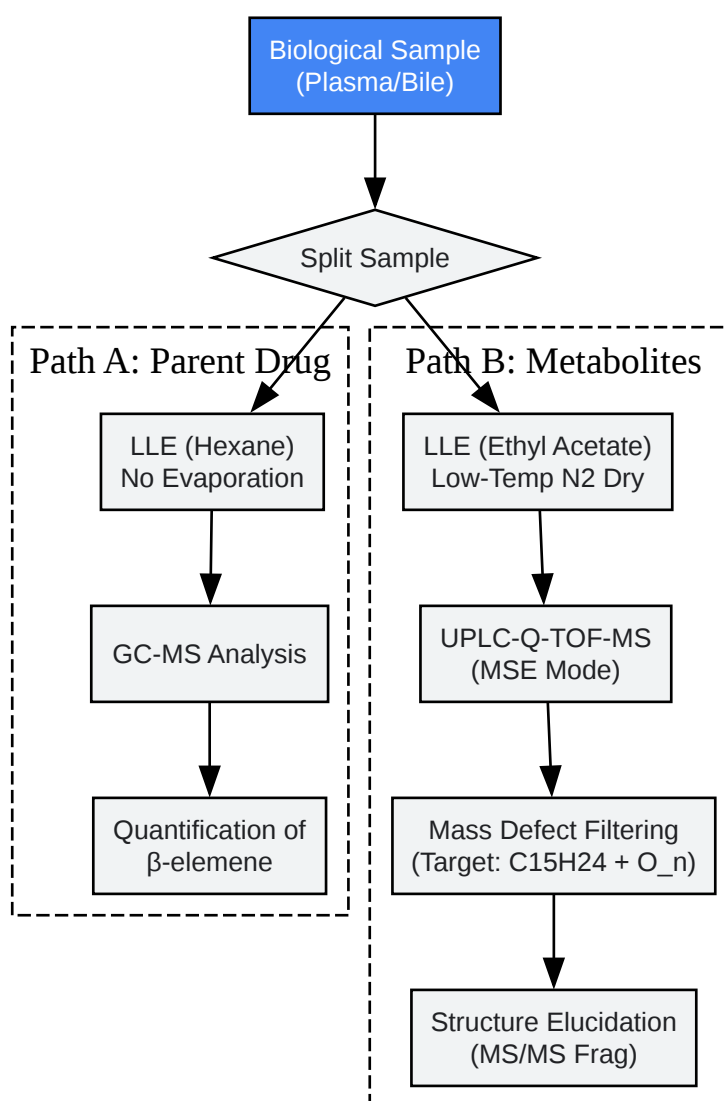 Biological Sample
(Plasma/Bile)
Split Sample
Path A: Parent Drug
LLE (Hexane)
No Evaporation
GC-MS Analysis
Quantification of
β-elemene
Path B: Metabolites
LLE (Ethyl Acetate)
Low-Temp N2 Dry
UPLC-Q-TOF-MS
(MSE Mode)
Mass Defect Filtering
(Target: C15H24 + O_n)
Structure Elucidation
(MS/MS Frag)